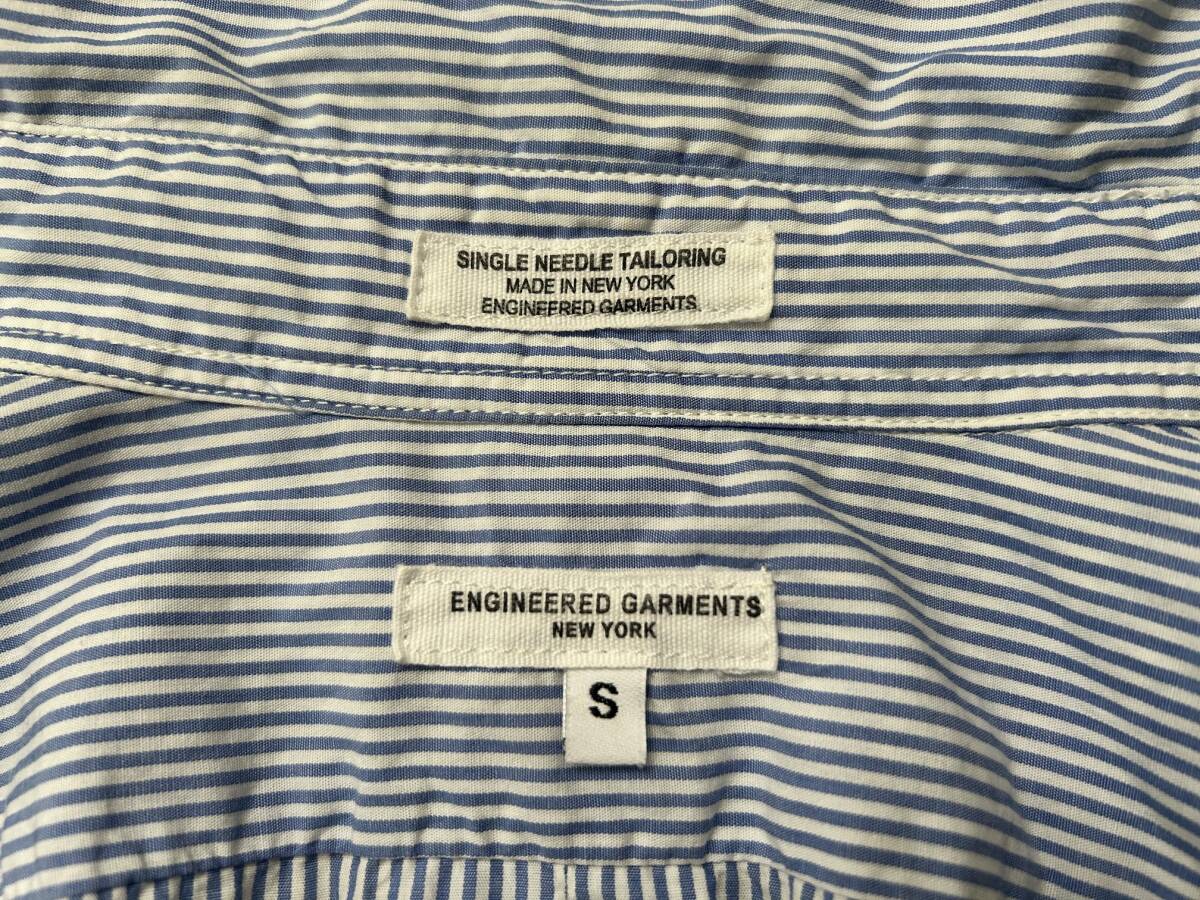 SINGLE NEEDLE TAILORING
MADE IN NEW YORK
ENGINEERED GARMENTS
ENGINEERED GARMENTS
NEW YORK
S